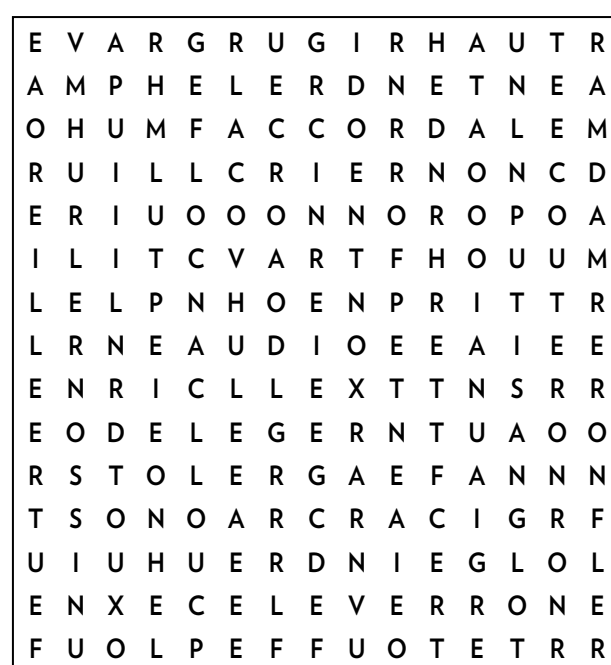 E V A R G R U G I R H A U T R
A M P H E L E R D N E T N E A
O H U M F A C C O R D A L E M
R U I L L C R I E R N O N C D
E R I U O O O N N O R O P O A
I L I T C V A R T F H O U U M
L E L P N H O E N P R I T T R
L R N E A U D I O E E A I E E
E N R I C L L E X T T N S R R
E O D E L E G E R N T U A O O
R S T O L E R G A E F A N N N
T S O N O A R C R A C I G R F
U I U H U E R D N I E G L O L
E N X E C E L E V E R R O N E
F U O L P E F F U O T E T R R